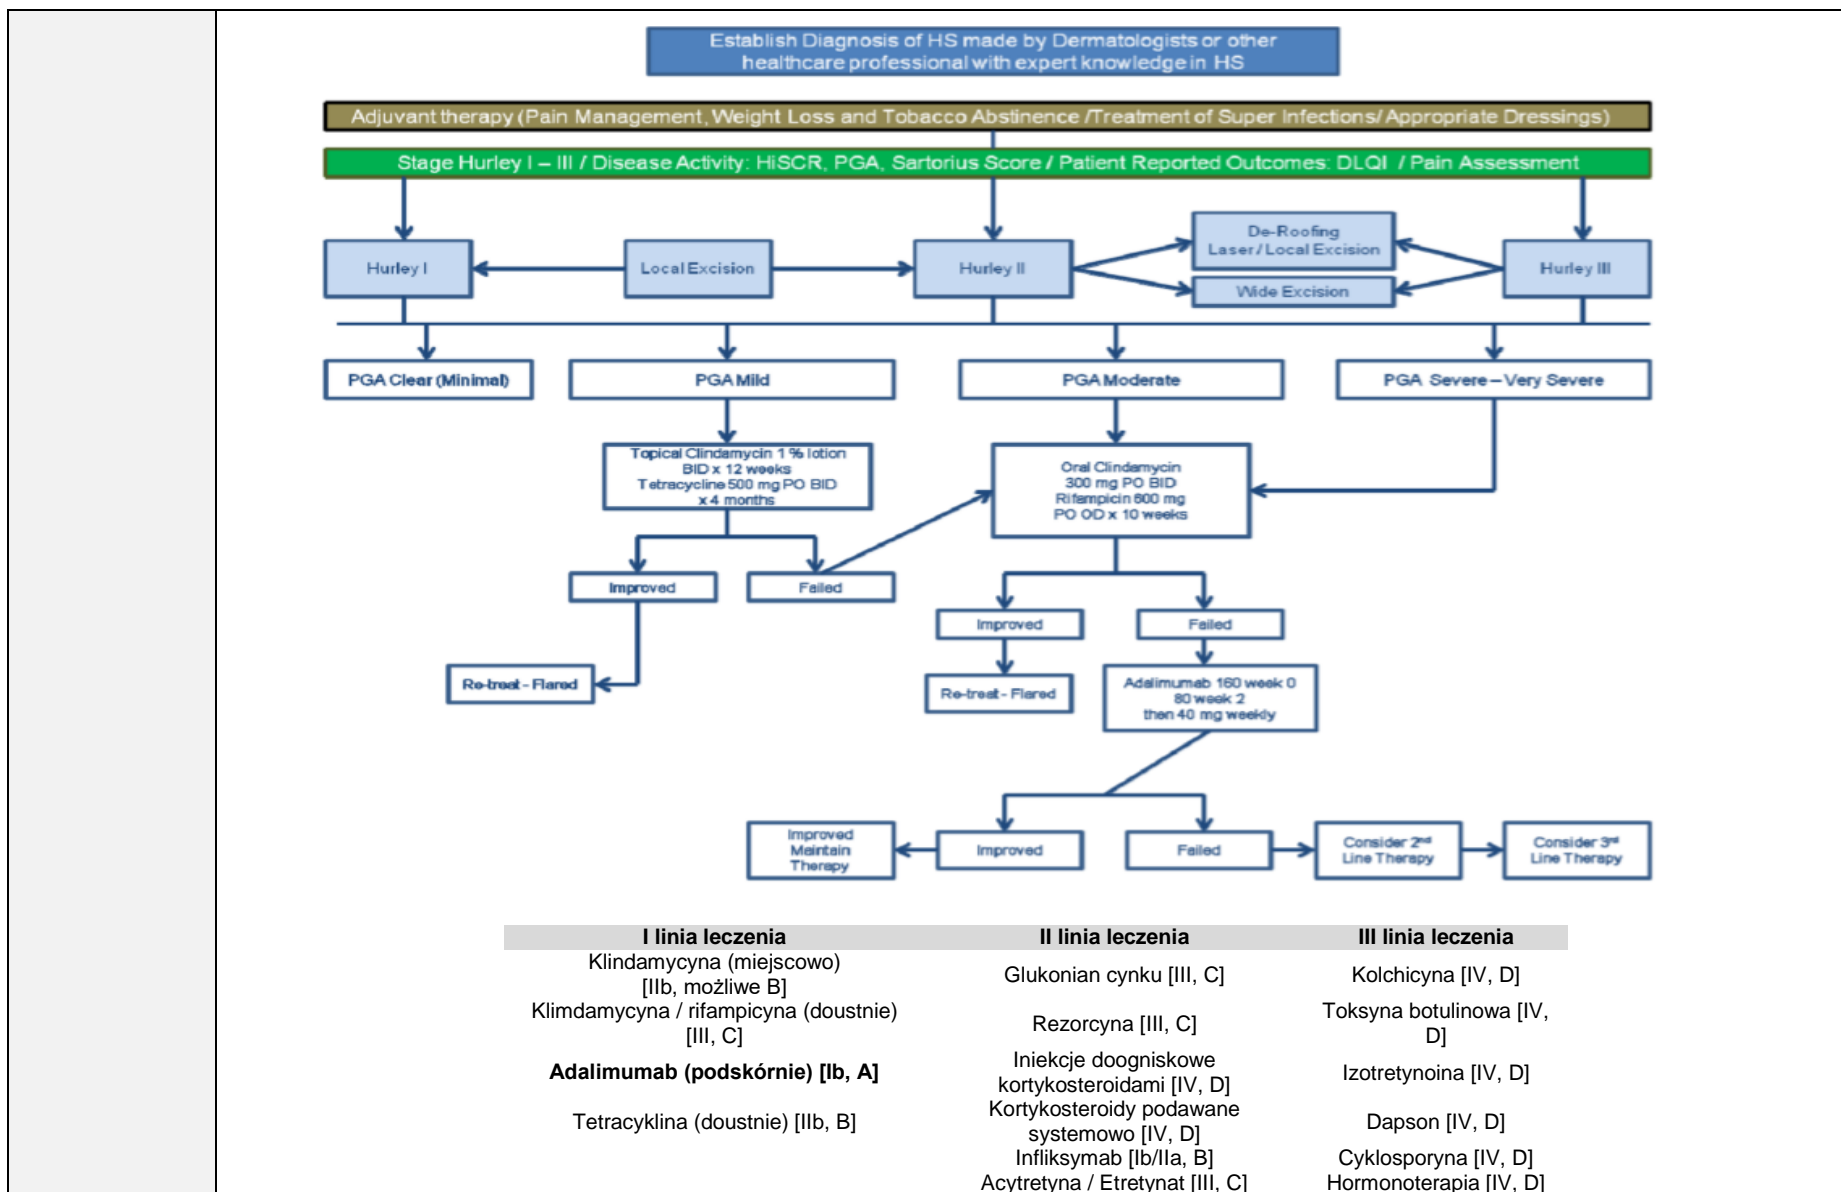 Establish Diagnosis of HS made by Dermatologists or other
healthcare professional with expert knowledge in HS
Adjuvant therapy (Pain Management, Weight Loss and Tobacco Abstinence /Treatment of Super Infections/ Appropriate Dressings)
Stage Hurley I – III / Disease Activity: HiSCR, PGA, Sartorius Score / Patient Reported Outcomes: DLQI / Pain Assessment
Hurley I
Local Excision
Hurley II
De-Roofing
Laser / Local Excision
Wide Excision
Hurley III
PGA Clear (Minimal)
PGA Mild
PGA Moderate
PGA Severe – Very Severe
Topical Clindamycin 1 % lotion
BID x 12 weeks
Tetracycline 500 mg PO BID
x 4 months
Oral Clindamycin
300 mg PO BID
Rifampicin 600 mg
PO OD x 10 weeks
Improved
Failed
Improved
Failed
Re-treat - Flared
Re-treat - Flared
Adalimumab 160 week 0
80 week 2
then 40 mg weekly
Improved
Maintain
Therapy
Improved
Failed
Consider 2nd
Line Therapy
Consider 3rd
Line Therapy
I linia leczenia
II linia leczenia
III linia leczenia
Klindamycyna (miejscowo)
[IIb, możliwe B]
Glukonian cynku [III, C]
Kolchicyna [IV, D]
Klimdamycyna / rifampicyna (doustnie)
[III, C]
Rezorcyna [III, C]
Toksyna botulinowa [IV,
D]
Adalimumab (podskórnie) [Ib, A]
Iniekcje doogniskowe
kortykosteroidami [IV, D]
Izotretynoina [IV, D]
Tetracyklina (doustnie) [IIb, B]
Kortykosteroidy podawane
systemowo [IV, D]
Dapson [IV, D]
Infliksymab [Ib/IIa, B]
Cyklosporyna [IV, D]
Acytretyna / Etretynat [III, C]
Hormonoterapia [IV, D]